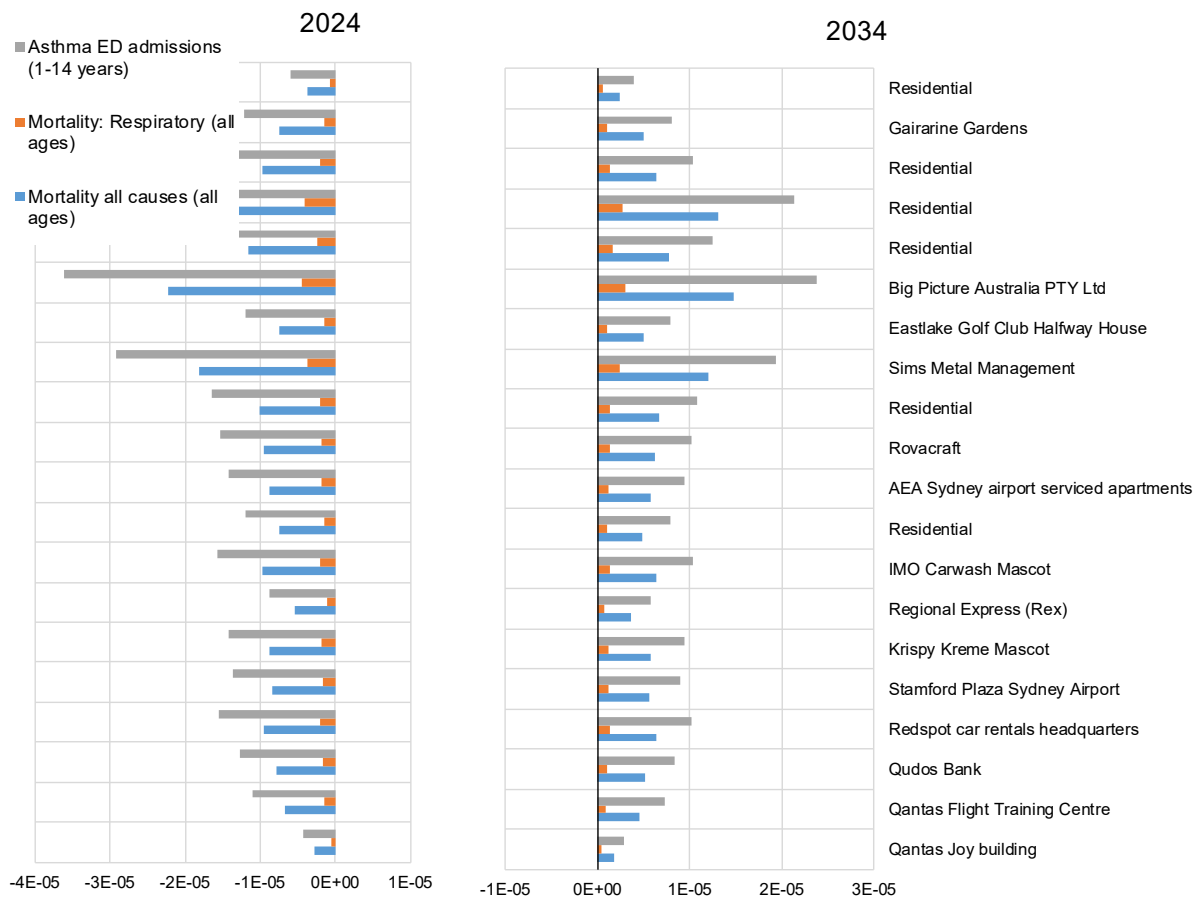 2024
2034
Asthma ED admissions
(1-14 years)
Mortality: Respiratory (all
ages)
Mortality all causes (all
ages)
-4E-05 -3E-05 -2E-05 -1E-05 0E+00 1E-05
Residential
Gairarine Gardens
Residential
Residential
Residential
Big Picture Australia PTY Ltd
Eastlake Golf Club Halfway House
Sims Metal Management
Residential
Rovacraft
AEA Sydney airport serviced apartments
Residential
IMO Carwash Mascot
Regional Express (Rex)
Krispy Kreme Mascot
Stamford Plaza Sydney Airport
Redspot car rentals headquarters
Qudos Bank
Qantas Flight Training Centre
Qantas Joy building
-1E-05 0E+00 1E-05 2E-05 3E-05